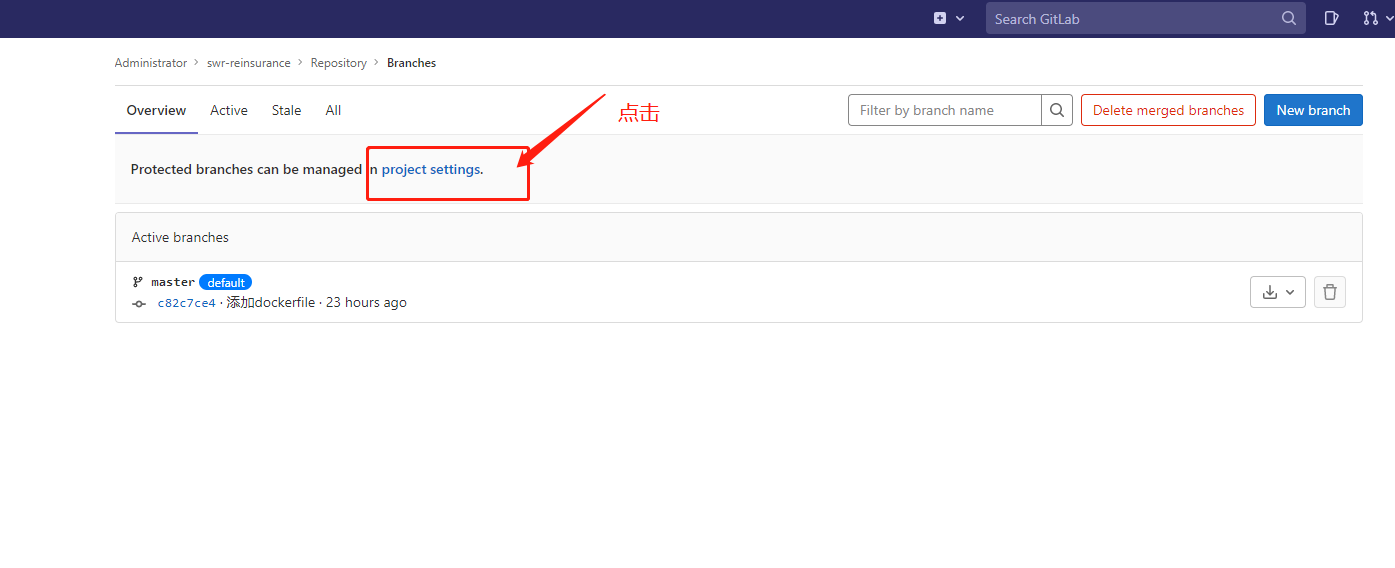 Search GitLab
Administrator > swr-reinsurance > Repository > Branches
Overview Active Stale All Filter by branch name Delete merged branches New branch
点击
Protected branches can be managed in project settings.
Active branches
master default
c82c7ce4 · 添加dockerfile · 23 hours ago